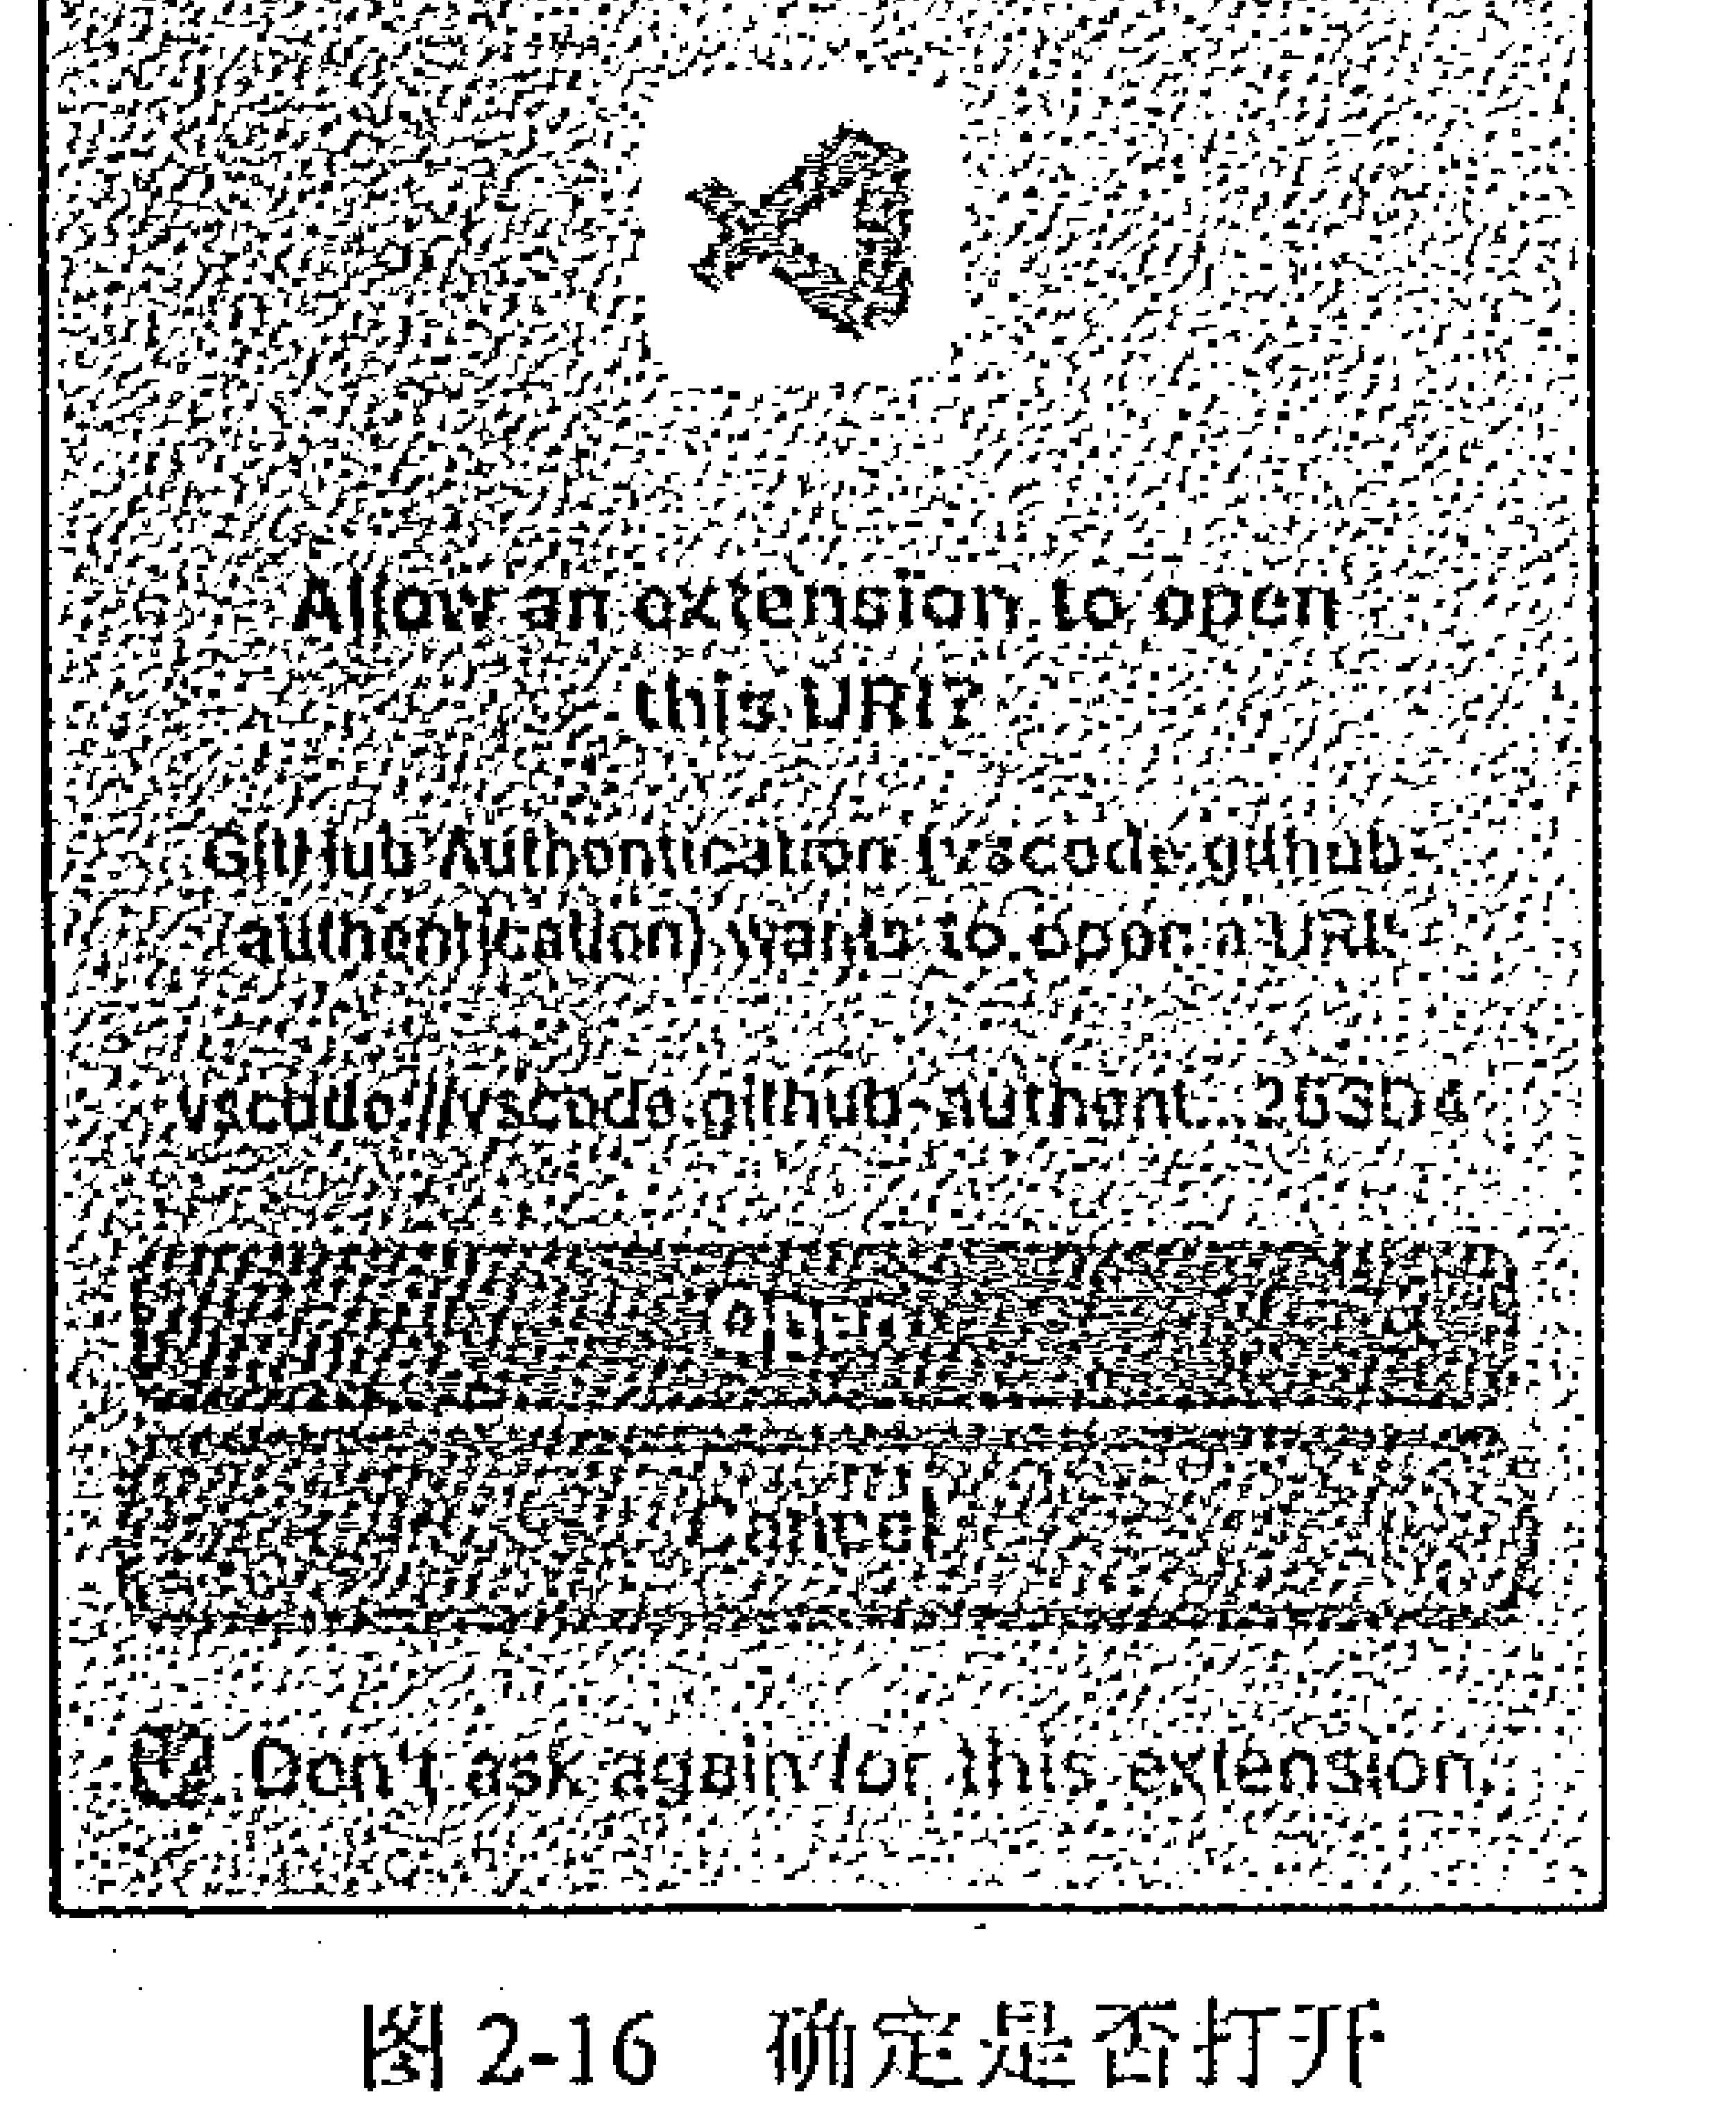 Allow an extension to open
this URI?
GitHub Authentication (vscode.github-
authentication) wants to open a URI:
vscode://vscode.github-authent...253D4
Open
Cancel
Don't ask again for this extension.
图 2-16 确定是否打开